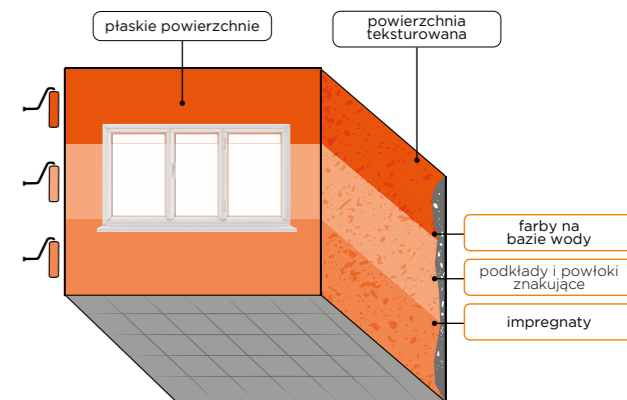 płaskie powierzchnie
powierzchnia
teksturowana
farby na
bazie wody
podkłady i powłoki
znakujące
impregnaty